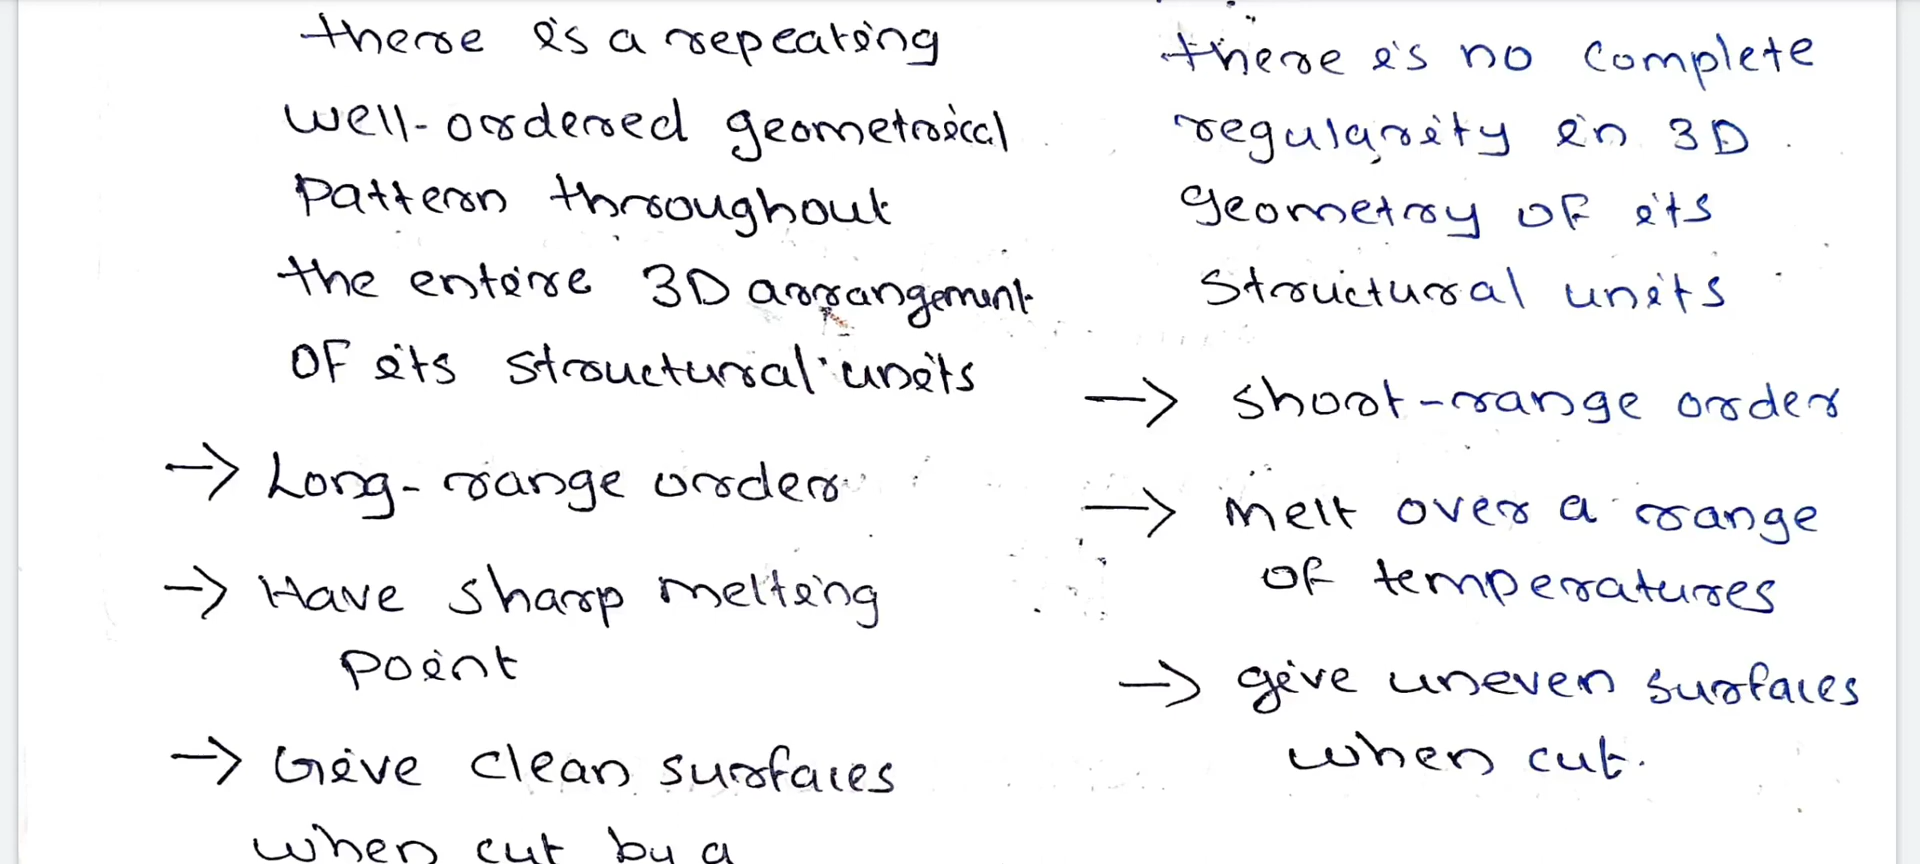 there is a repeating
well-ordered geometrical
Pattern throughout
the entire 3D arrangement
OF its structural units
→ Long-range order
→ Have sharp melting
point
→ Give clean surfaces
when cut by a
there is no complete
regularity in 3D
geometry of its
structural units
→ short-range order
→ melt over a range
of temperatures
→ give uneven surfaces
when cut.